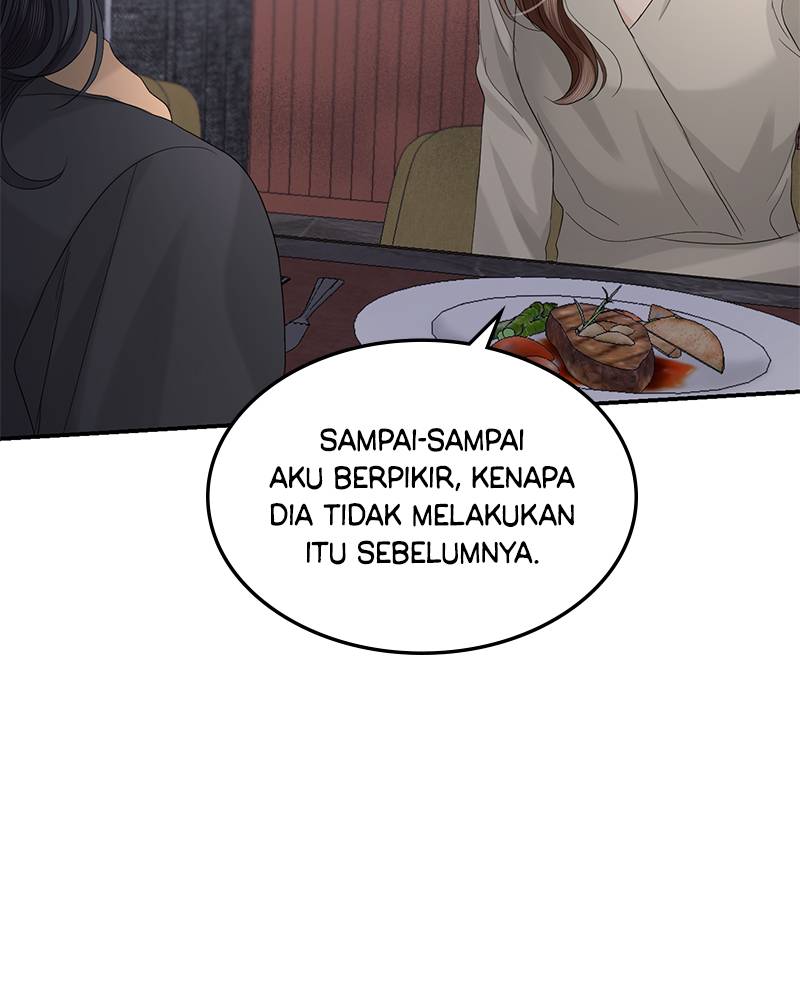 SAMPAI-SAMPAI
AKU BERPIKIR, KENAPA
DIA TIDAK MELAKUKAN
ITU SEBELUMNYA.